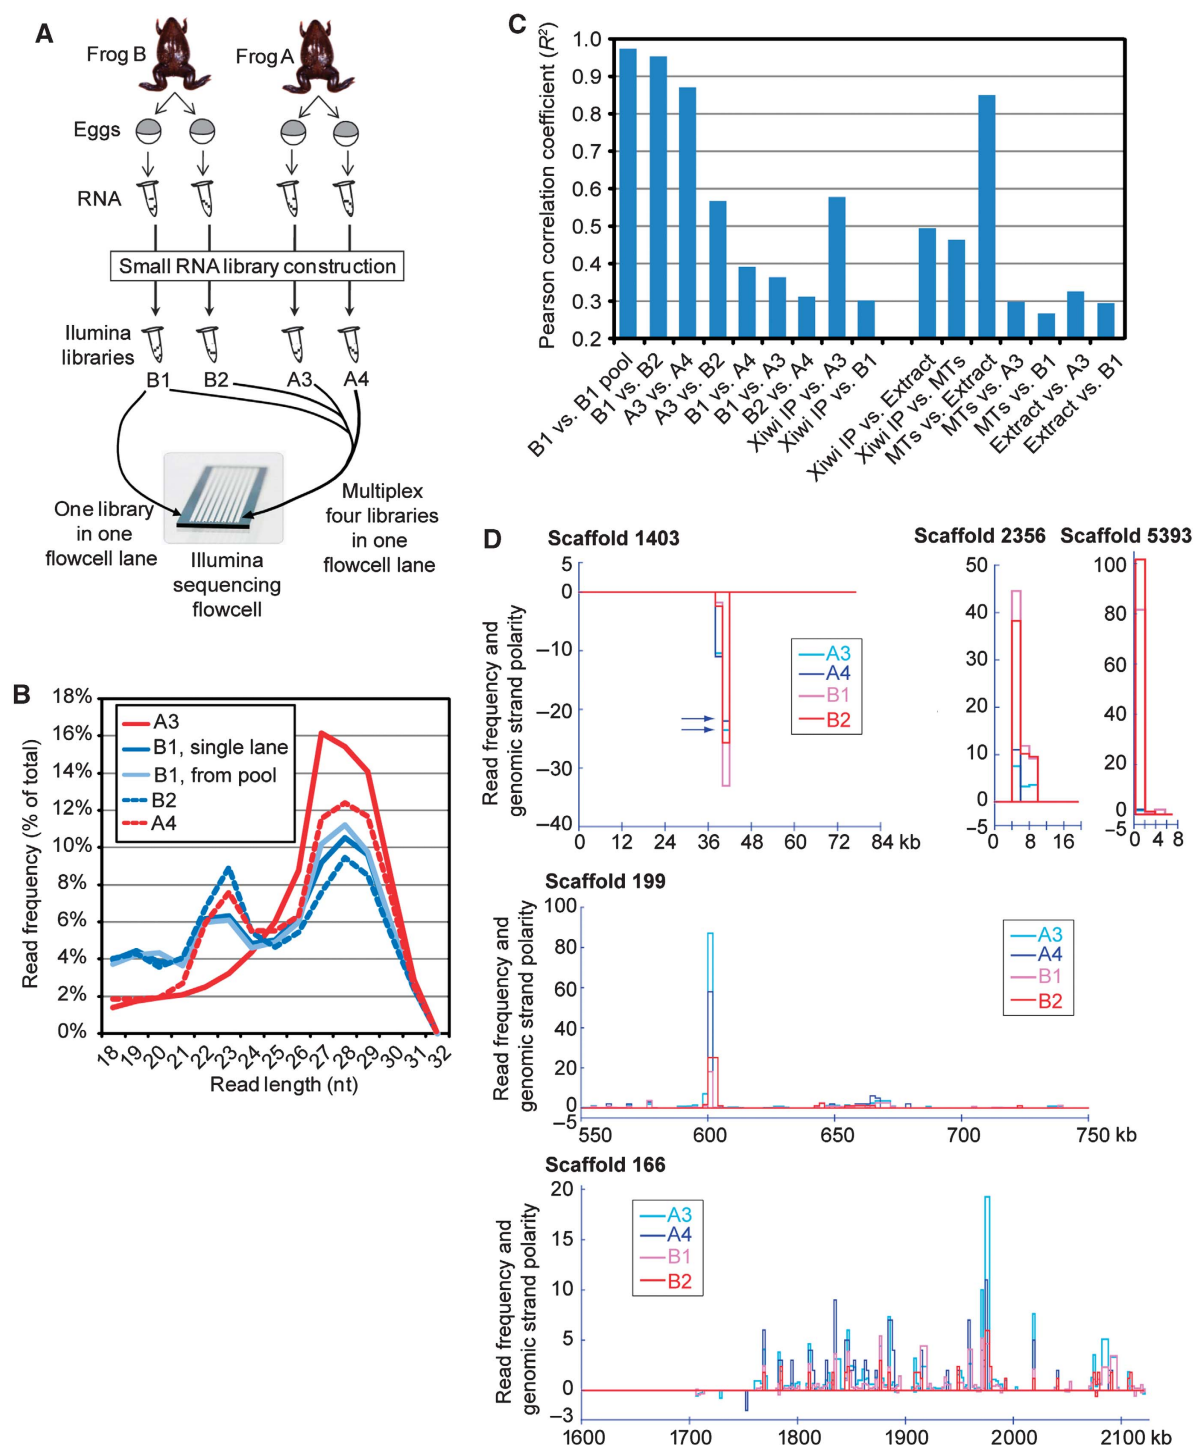 A
Frog B
Frog A
Eggs
RNA
Small RNA library construction
Ilumina
libraries
B1
B2
A3
A4
One library
in one
flowcell lane
Illumina
sequencing
flowcell
Multiplex
four libraries
in one
flowcell lane
B
Read frequency (% of total)
18%
16%
14%
12%
10%
8%
6%
4%
2%
0%
A3
B1, single lane
B1, from pool
B2
A4
18 19 20 21 22 23 24 25 26 27 28 29 30 31 32
Read length (nt)
C
Pearson correlation coefficient (R²)
1.0
0.9
0.8
0.7
0.6
0.5
0.4
0.3
0.2
B1 vs. B1 pool
B1 vs. B2
A3 vs. A4
A3 vs. B2
B1 vs. A4
B1 vs. A3
B2 vs. A4
Xiwi IP vs. A3
Xiwi IP vs. B1
Xiwi IP vs. Extract
Xiwi IP vs. MTs
MTs vs. Extract
MTs vs. A3
MTs vs. B1
Extract vs. A3
Extract vs. B1
D
Scaffold 1403
Read frequency and
genomic strand polarity
5
0
–10
–20
–30
–40
0 12 24 36 48 60 72 84 kb
A3
A4
B1
B2
Scaffold 2356
50
40
30
20
10
0
–5
0 8 16
Scaffold 5393
100
80
60
40
20
0
–5
0 4 8
Scaffold 199
Read frequency and
genomic strand polarity
100
80
60
40
20
0
–5
550 600 650 700 750 kb
A3
A4
B1
B2
Scaffold 166
Read frequency and
genomic strand polarity
20
15
10
5
0
–3
1600 1700 1800 1900 2000 2100 kb
A3
A4
B1
B2